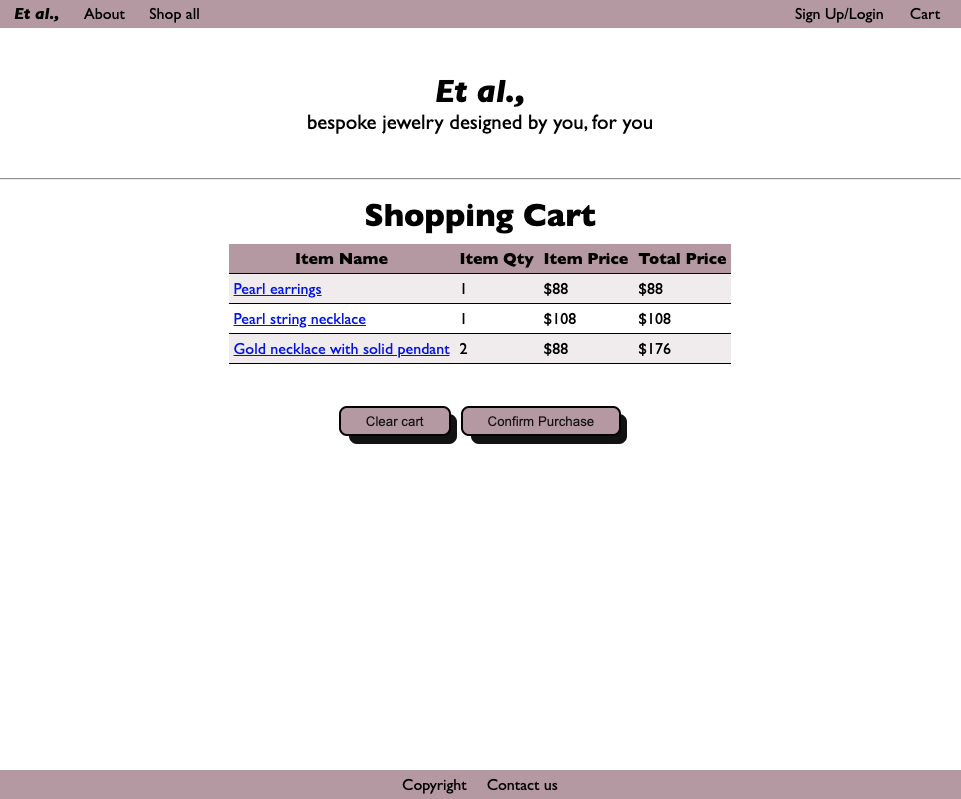 Et al., About Shop all Sign Up/Login Cart
Et al.,
bespoke jewelry designed by you, for you
Shopping Cart
Item Name Item Qty Item Price Total Price
Pearl earrings 1 $88 $88
Pearl string necklace 1 $108 $108
Gold necklace with solid pendant 2 $88 $176
Clear cart Confirm Purchase
Copyright Contact us